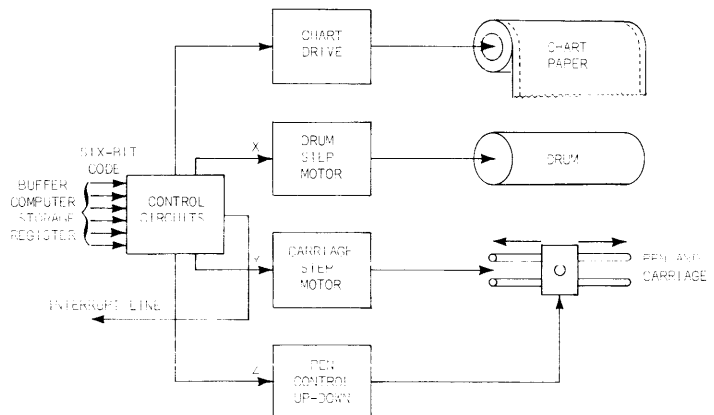 CHART
DRIVE
CHART
PAPER
SIX-BIT
CODE
X
DRUM
STEP
MOTOR
DRUM
BUFFER
COMPUTER
STORAGE
REGISTER
CONTROL
CIRCUITS
Y
CARRIAGE
STEP
MOTOR
PEN AND
CARRIAGE
INTERRUPT LINE
Z
PEN
CONTROL
UP-DOWN